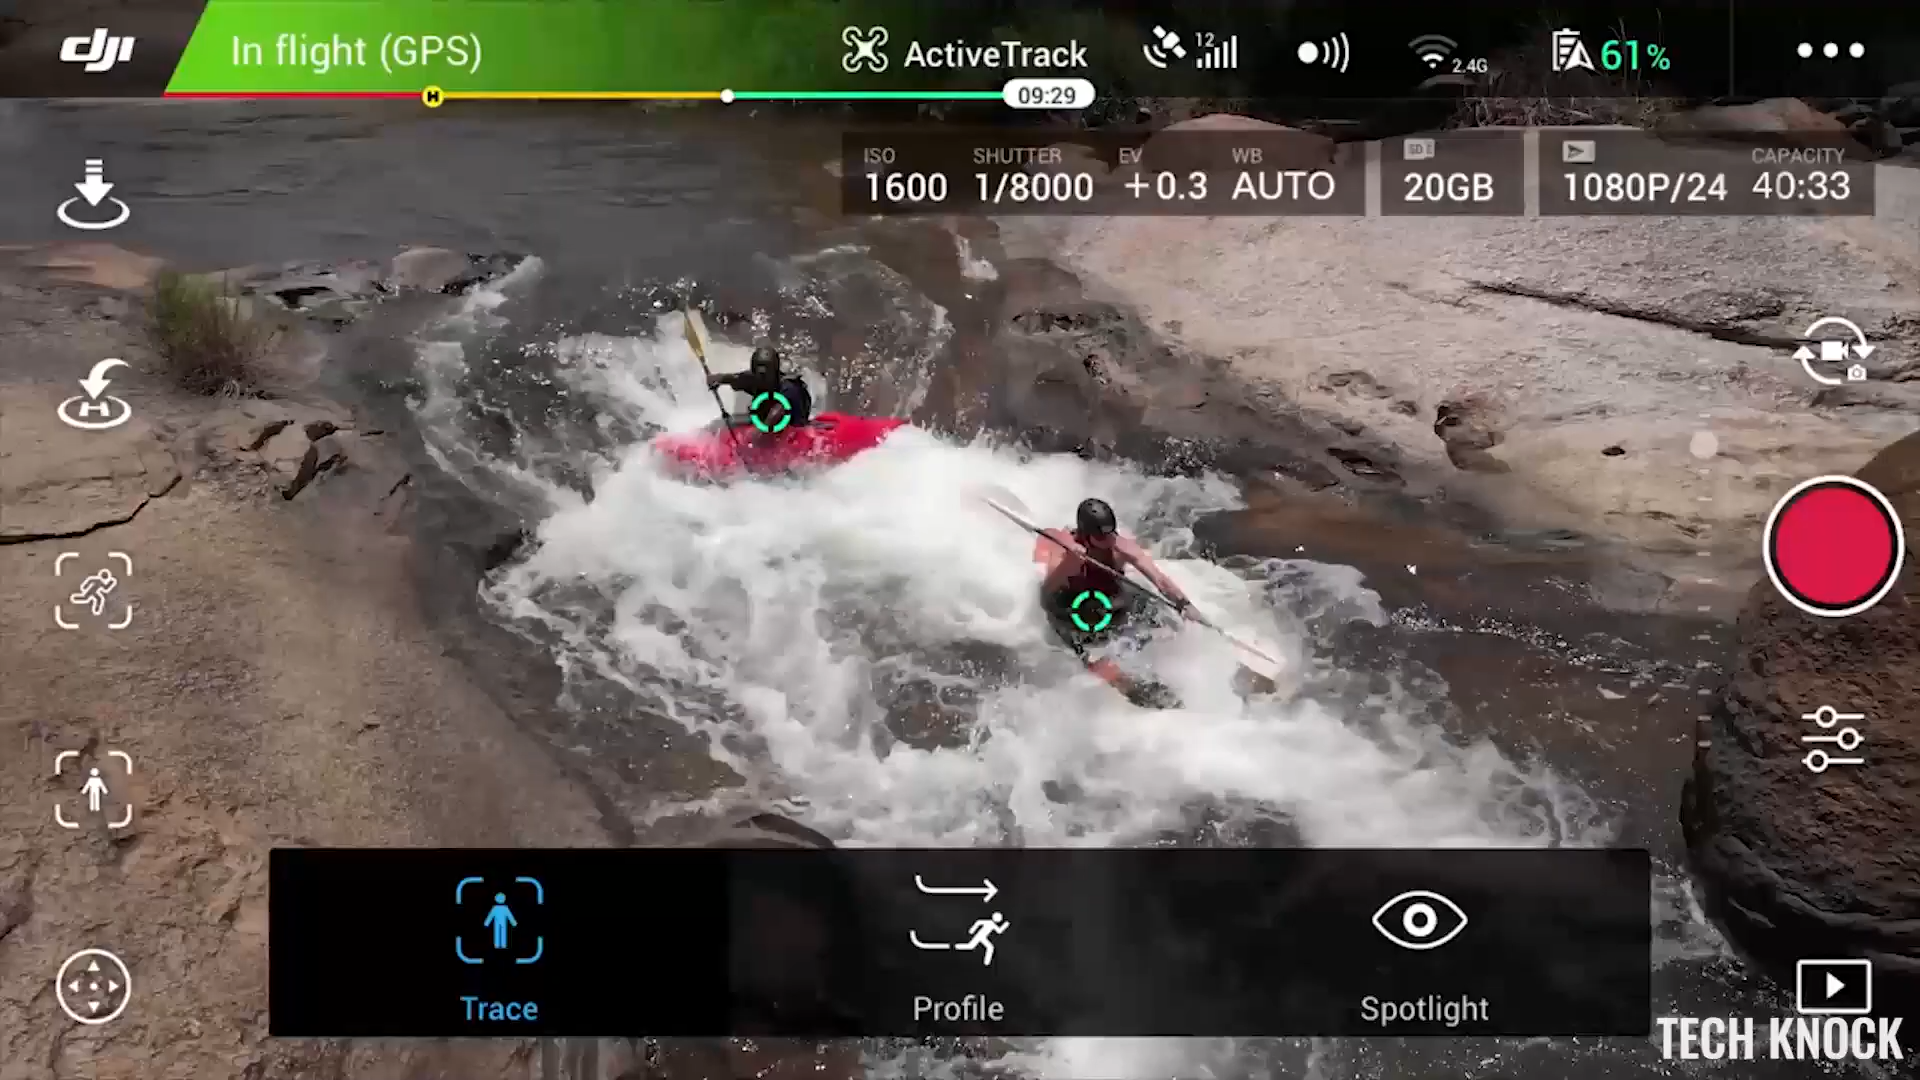 dji
In flight (GPS)
ActiveTrack
12
2.4G
61%
H
09:29
ISO
1600
SHUTTER
1/8000
EV
+0.3
WB
AUTO
SD
20GB
1080P/24
CAPACITY
40:33
H
Trace
Profile
Spotlight
TECH KNOCK